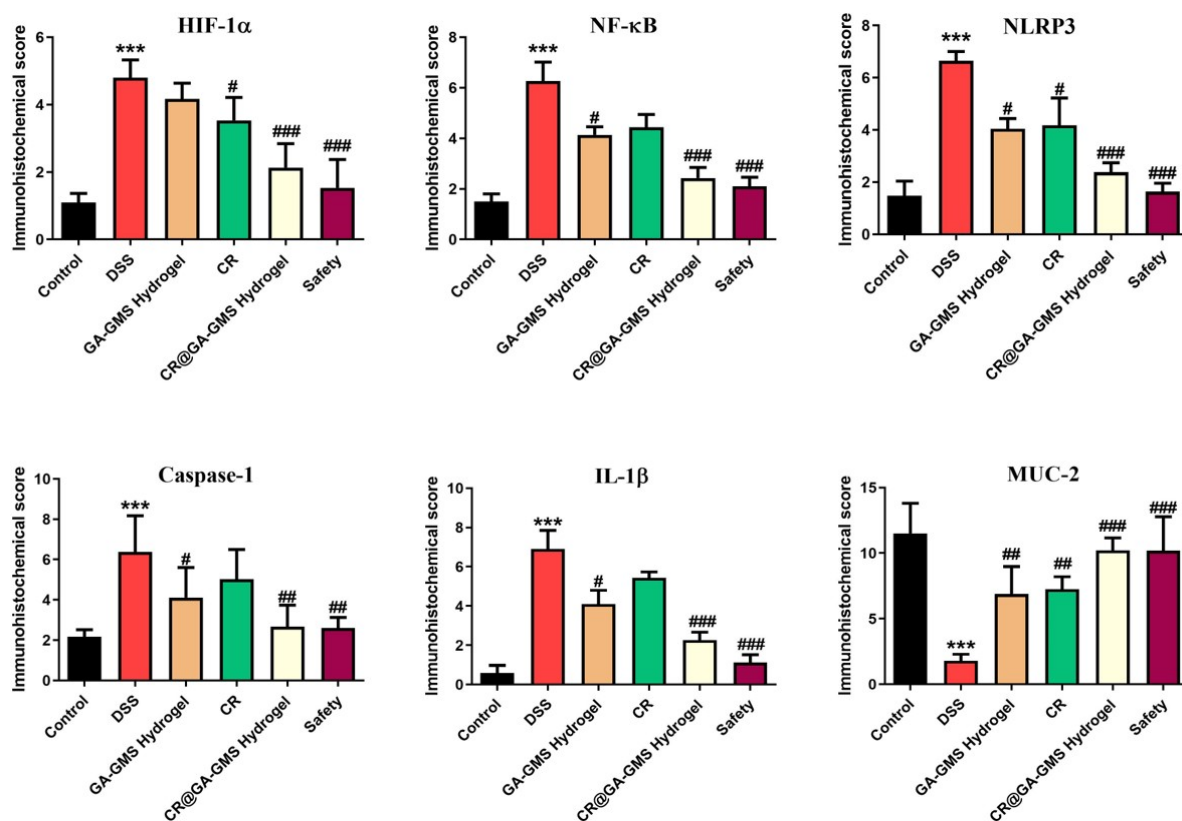 HIF-1α
Immunohistochemical score
6
4
2
0
***
#
###
###
Control
DSS
GA-GMS Hydrogel
CR
CR@GA-GMS Hydrogel
Safety
NF-κB
Immunohistochemical score
8
6
4
2
0
***
#
###
###
Control
DSS
GA-GMS Hydrogel
CR
CR@GA-GMS Hydrogel
Safety
NLRP3
Immunohistochemical score
8
6
4
2
0
***
#
#
###
###
Control
DSS
GA-GMS Hydrogel
CR
CR@GA-GMS Hydrogel
Safety
Caspase-1
Immunohistochemical score
10
8
6
4
2
0
***
#
##
##
Control
DSS
GA-GMS Hydrogel
CR
CR@GA-GMS Hydrogel
Safety
IL-1β
Immunohistochemical score
10
8
6
4
2
0
***
#
###
###
Control
DSS
GA-GMS Hydrogel
CR
CR@GA-GMS Hydrogel
Safety
MUC-2
Immunohistochemical score
15
10
5
0
***
##
##
###
###
Control
DSS
GA-GMS Hydrogel
CR
CR@GA-GMS Hydrogel
Safety